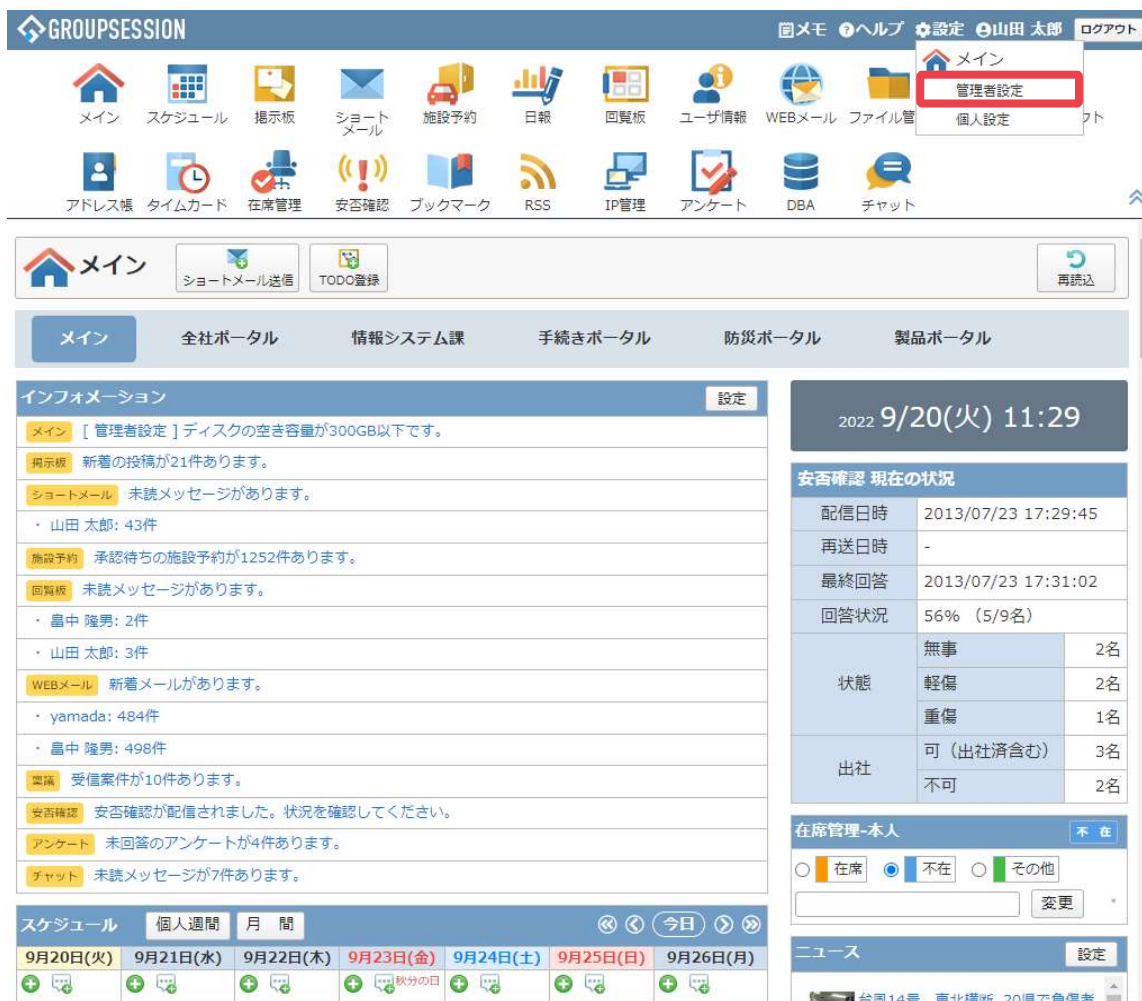 GROUPSESSION
メモ ヘルプ 設定 山田 太郎 ログアウト
メイン
管理者設定
個人設定
メイン スケジュール 掲示板 ショートメール 施設予約 日報 回覧板 ユーザ情報 WEBメール ファイル管
アドレス帳 タイムカード 在席管理 安否確認 ブックマーク RSS IP管理 アンケート DBA チャット
メイン ショートメール送信 TODO登録 再読込
メイン 全社ポータル 情報システム課 手続きポータル 防災ポータル 製品ポータル
インフォメーション 設定
メイン [ 管理者設定 ] ディスクの空き容量が300GB以下です。
掲示板 新着の投稿が21件あります。
ショートメール 未読メッセージがあります。
・ 山田 太郎: 43件
施設予約 承認待ちの施設予約が1252件あります。
回覧板 未読メッセージがあります。
・ 畠中 隆男: 2件
・ 山田 太郎: 3件
WEBメール 新着メールがあります。
・ yamada: 484件
・ 畠中 隆男: 498件
稟議 受信案件が10件あります。
安否確認 安否確認が配信されました。状況を確認してください。
アンケート 未回答のアンケートが4件あります。
チャット 未読メッセージが7件あります。
スケジュール 個人週間 月 間 今日
9月20日(火) 9月21日(水) 9月22日(木) 9月23日(金) 9月24日(土) 9月25日(日) 9月26日(月)
秋分の日
2022 9/20(火) 11:29
安否確認 現在の状況
配信日時 2013/07/23 17:29:45
再送日時 -
最終回答 2013/07/23 17:31:02
回答状況 56% (5/9名)
状態 無事 2名
軽傷 2名
重傷 1名
出社 可（出社済含む） 3名
不可 2名
在席管理-本人 不 在
在席 不在 その他
変更
ニュース 設定
台風14号 東北横断 20県で負傷者